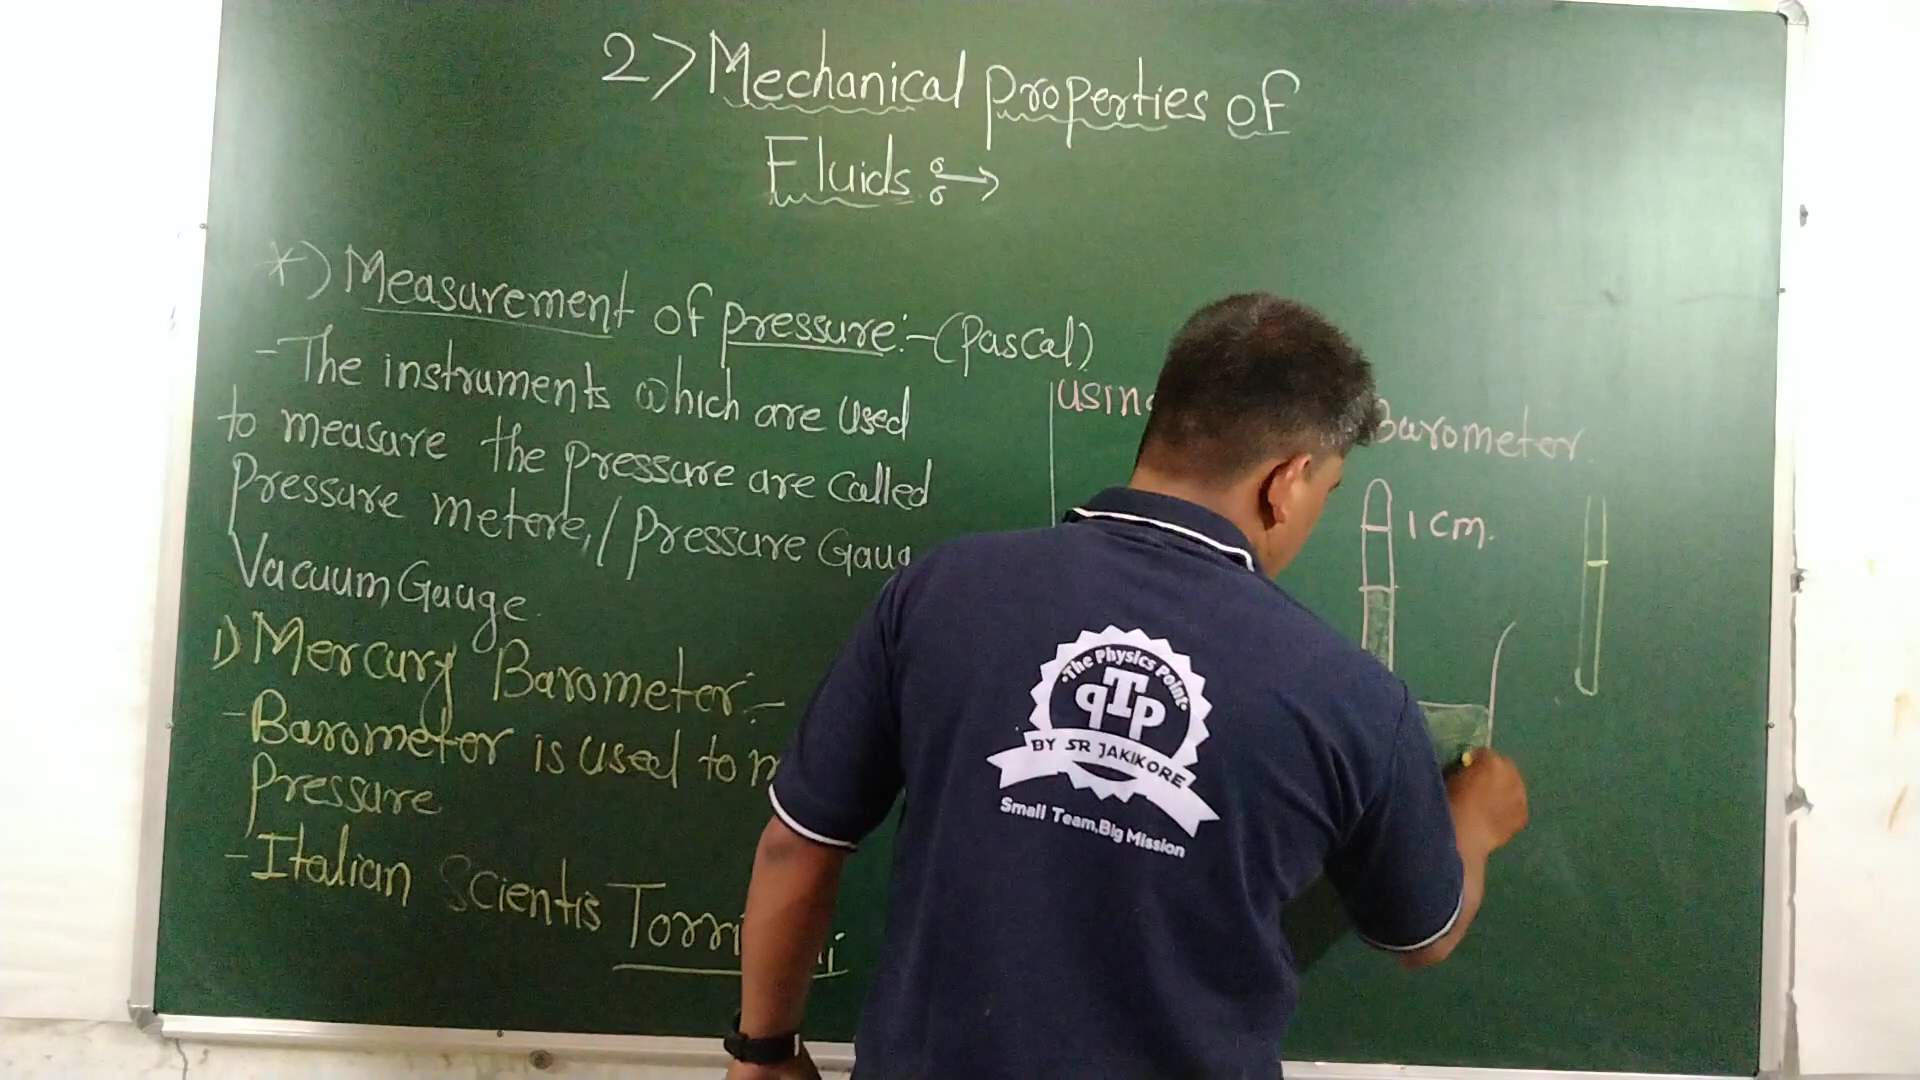 2> Mechanical Properties of
Fluids :→
*) Measurement of pressure:- (Pascal)
- The instruments which are used
to measure the pressure are called
Pressure metere,/ Pressure Gaug
Vacuum Gauge.
1) Mercury Barometer:-
- Barometer is used to m
Pressure
- Italian Scientis Torri
using
Barometer.
1 cm.
The Physics Point
qTp
BY SR JAKIKORE
Small Team,Big Mission